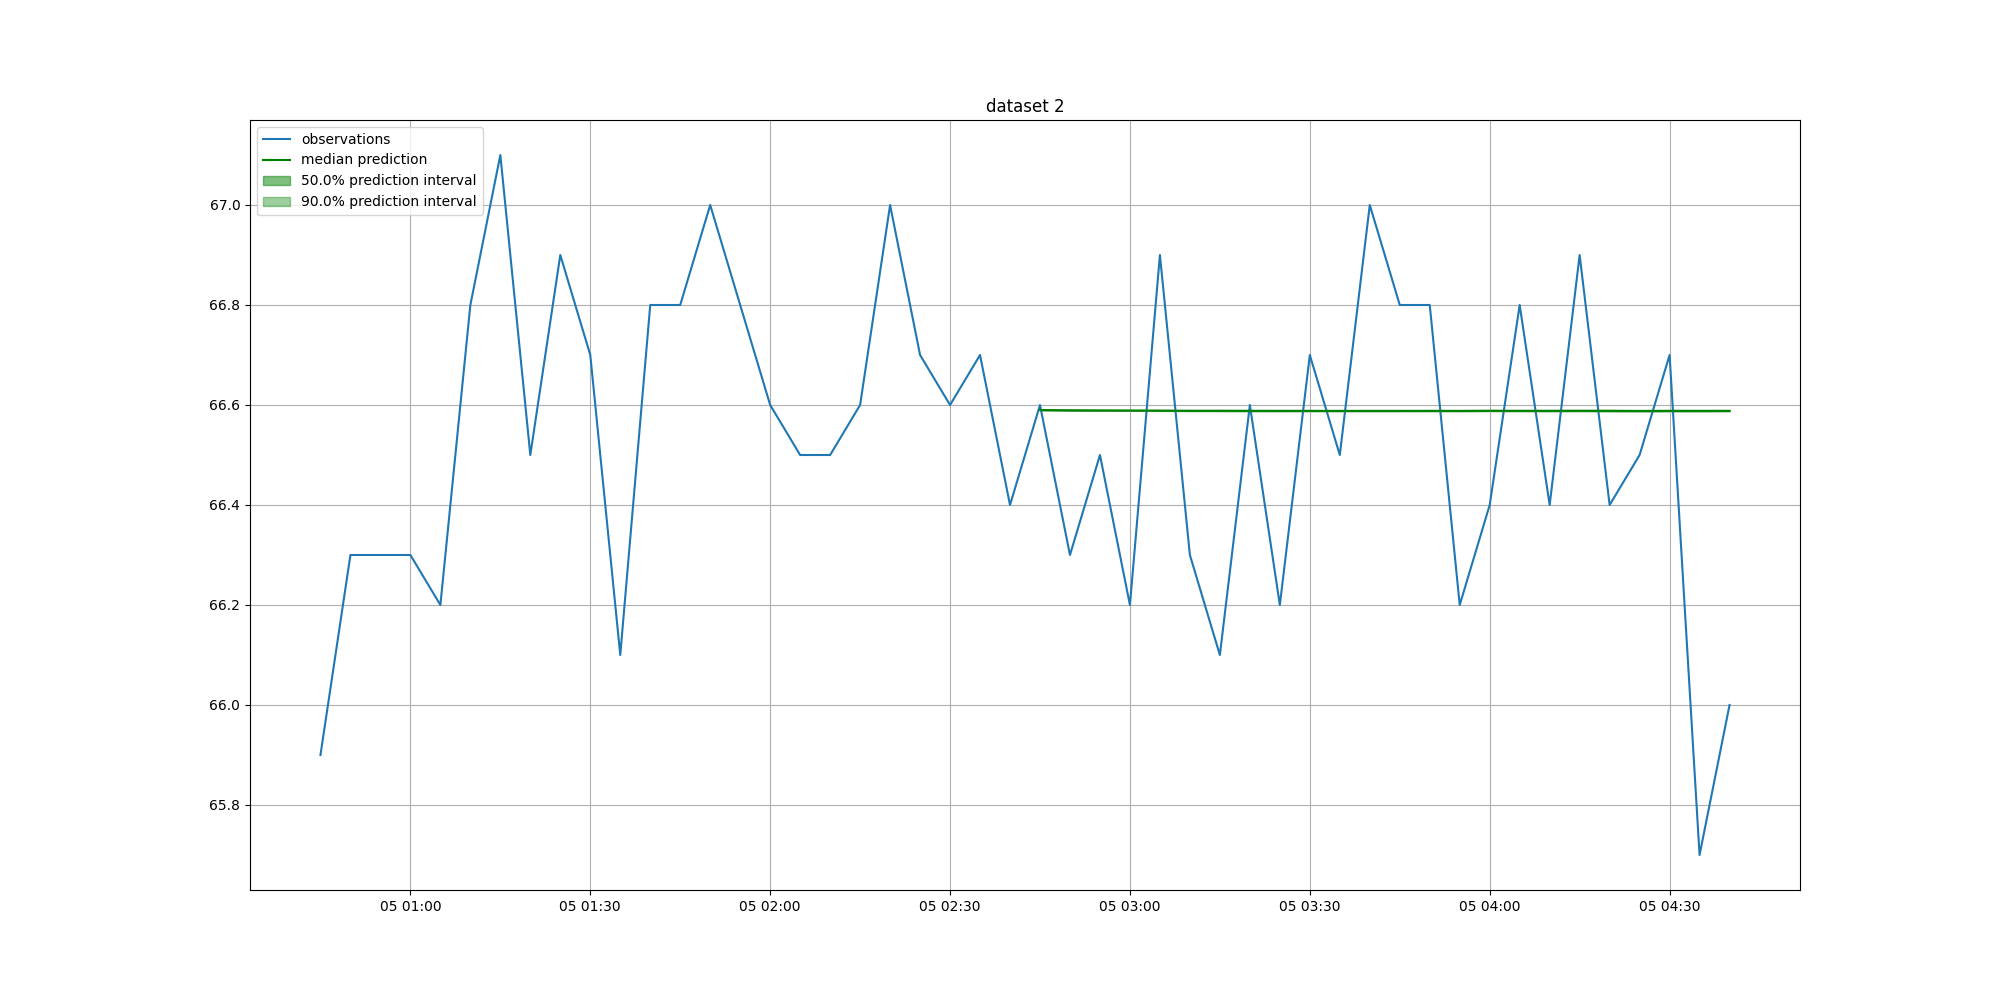 dataset 2
observations
median prediction
50.0% prediction interval
90.0% prediction interval
67.0
66.8
66.6
66.4
66.2
66.0
65.8
05 01:00 05 01:30 05 02:00 05 02:30 05 03:00 05 03:30 05 04:00 05 04:30